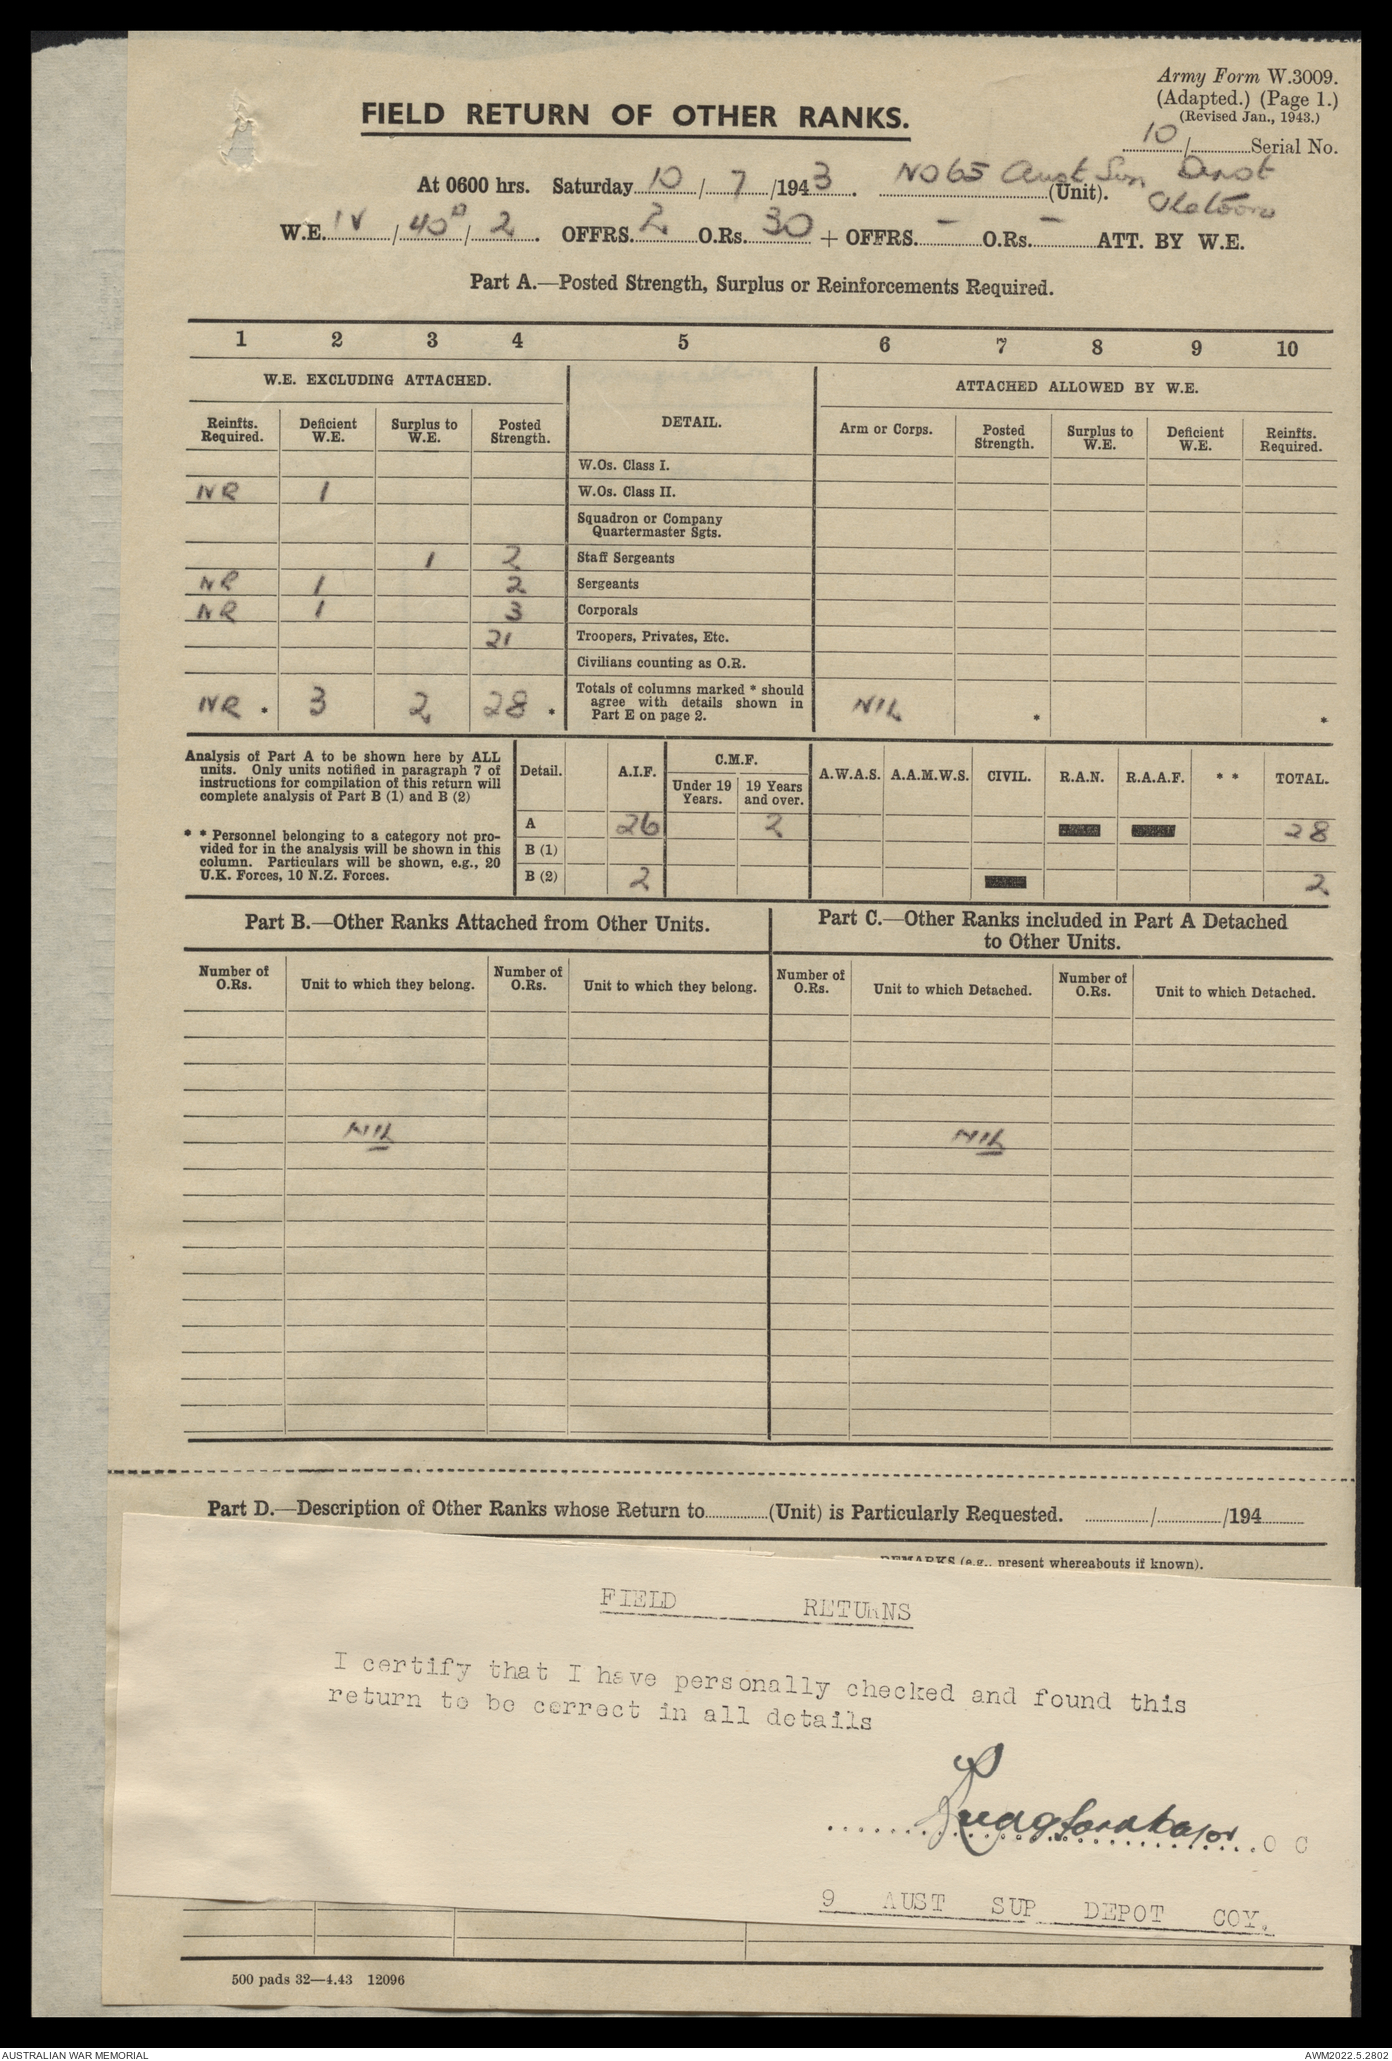 Army Form W.3009.
(Adapted.) (Page 1.)
(Revised Jan., 1943.)
FIELD RETURN OF OTHER RANKS.
10/ Serial No.
At 0600 hrs. Saturday 10/7/1943. No 65 Aust Sup Depot (Unit).
W.E. IV/40/2. OFFRS. 2 O.Rs. 30 + OFFRS. - O.Rs. - ATT. BY W.E.
Part A.—Posted Strength, Surplus or Reinforcements Required.
1 2 3 4 5 6 7 8 9 10
W.E. EXCLUDING ATTACHED. DETAIL. ATTACHED ALLOWED BY W.E.
Reinfts. Required. Deficient W.E. Surplus to W.E. Posted Strength. Arm or Corps. Posted Strength. Surplus to W.E. Deficient W.E. Reinfts. Required.
W.Os. Class I.
NR 1 W.Os. Class II.
Squadron or Company
Quartermaster Sgts.
1 2 Staff Sergeants
NR 1 2 Sergeants
NR 1 3 Corporals
21 Troopers, Privates, Etc.
Civilians counting as O.R.
NR * 3 2 28 * Totals of columns marked * should agree with details shown in Part E on page 2. NIL * *
Analysis of Part A to be shown here by ALL
units. Only units notified in paragraph 7 of
instructions for compilation of this return will
complete analysis of Part B (1) and B (2)
* * Personnel belonging to a category not pro-
vided for in the analysis will be shown in this
column. Particulars will be shown, e.g., 20
U.K. Forces, 10 N.Z. Forces.
Detail. A.I.F. C.M.F. Under 19 Years. 19 Years and over. A.W.A.S. A.A.M.W.S. CIVIL. R.A.N. R.A.A.F. * * TOTAL.
A 26 2 28
B (1)
B (2) 2 2
Part B.—Other Ranks Attached from Other Units.
Part C.—Other Ranks included in Part A Detached
to Other Units.
Number of O.Rs. Unit to which they belong. Number of O.Rs. Unit to which they belong. Number of O.Rs. Unit to which Detached. Number of O.Rs. Unit to which Detached.
NIL NIL
Part D.—Description of Other Ranks whose Return to (Unit) is Particularly Requested. / /194
REMARKS (e.g., present whereabouts if known).
FIELD RETURNS
I certify that I have personally checked and found this
return to be correct in all details
Major O C
9 AUST SUP DEPOT COY.
500 pads 32—4.43 12096
AUSTRALIAN WAR MEMORIAL
AWM2022.5.2802